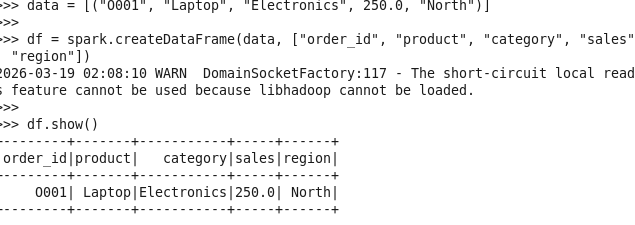 >>> data = [("O001", "Laptop", "Electronics", 250.0, "North")]
>>>
>>> df = spark.createDataFrame(data, ["order_id", "product", "category", "sales"
 "region"])
2026-03-19 02:08:10 WARN  DomainSocketFactory:117 - The short-circuit local read
s feature cannot be used because libhadoop cannot be loaded.
>>>
>>> df.show()
--------+-------+-----------+-----+------+
order_id|product|   category|sales|region|
--------+-------+-----------+-----+------+
    O001| Laptop|Electronics|250.0| North|
--------+-------+-----------+-----+------+